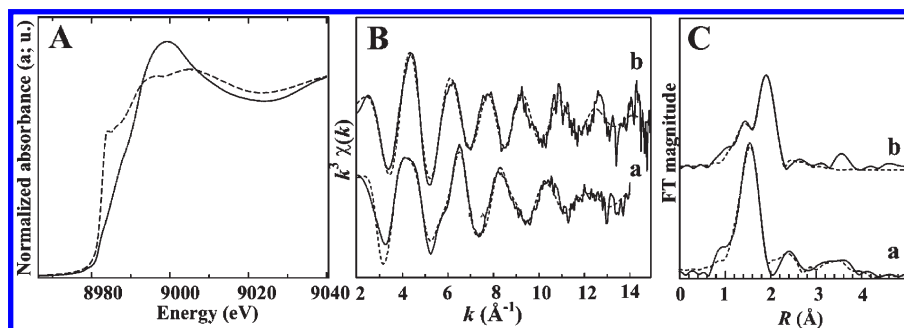 A
Normalized absorbance (a; u.)
8980 9000 9020 9040
Energy (eV)
B
b
a
k³ χ(k)
2 4 6 8 10 12 14
k (Å⁻¹)
C
b
a
FT magnitude
0 1 2 3 4
R (Å)